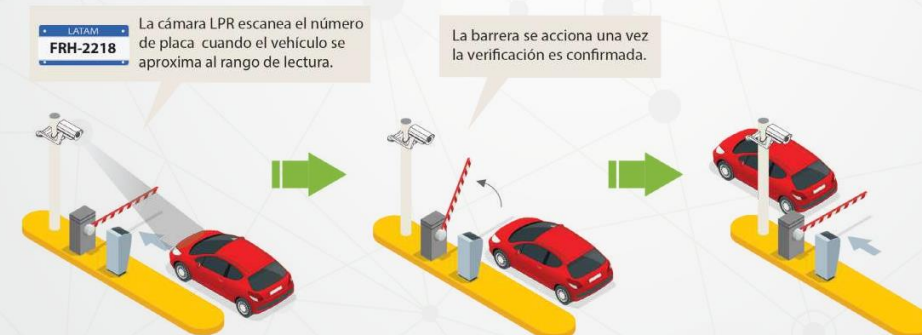 LATAM
FRH-2218
La cámara LPR escanea el número
de placa cuando el vehículo se
aproxima al rango de lectura.
La barrera se acciona una vez
la verificación es confirmada.